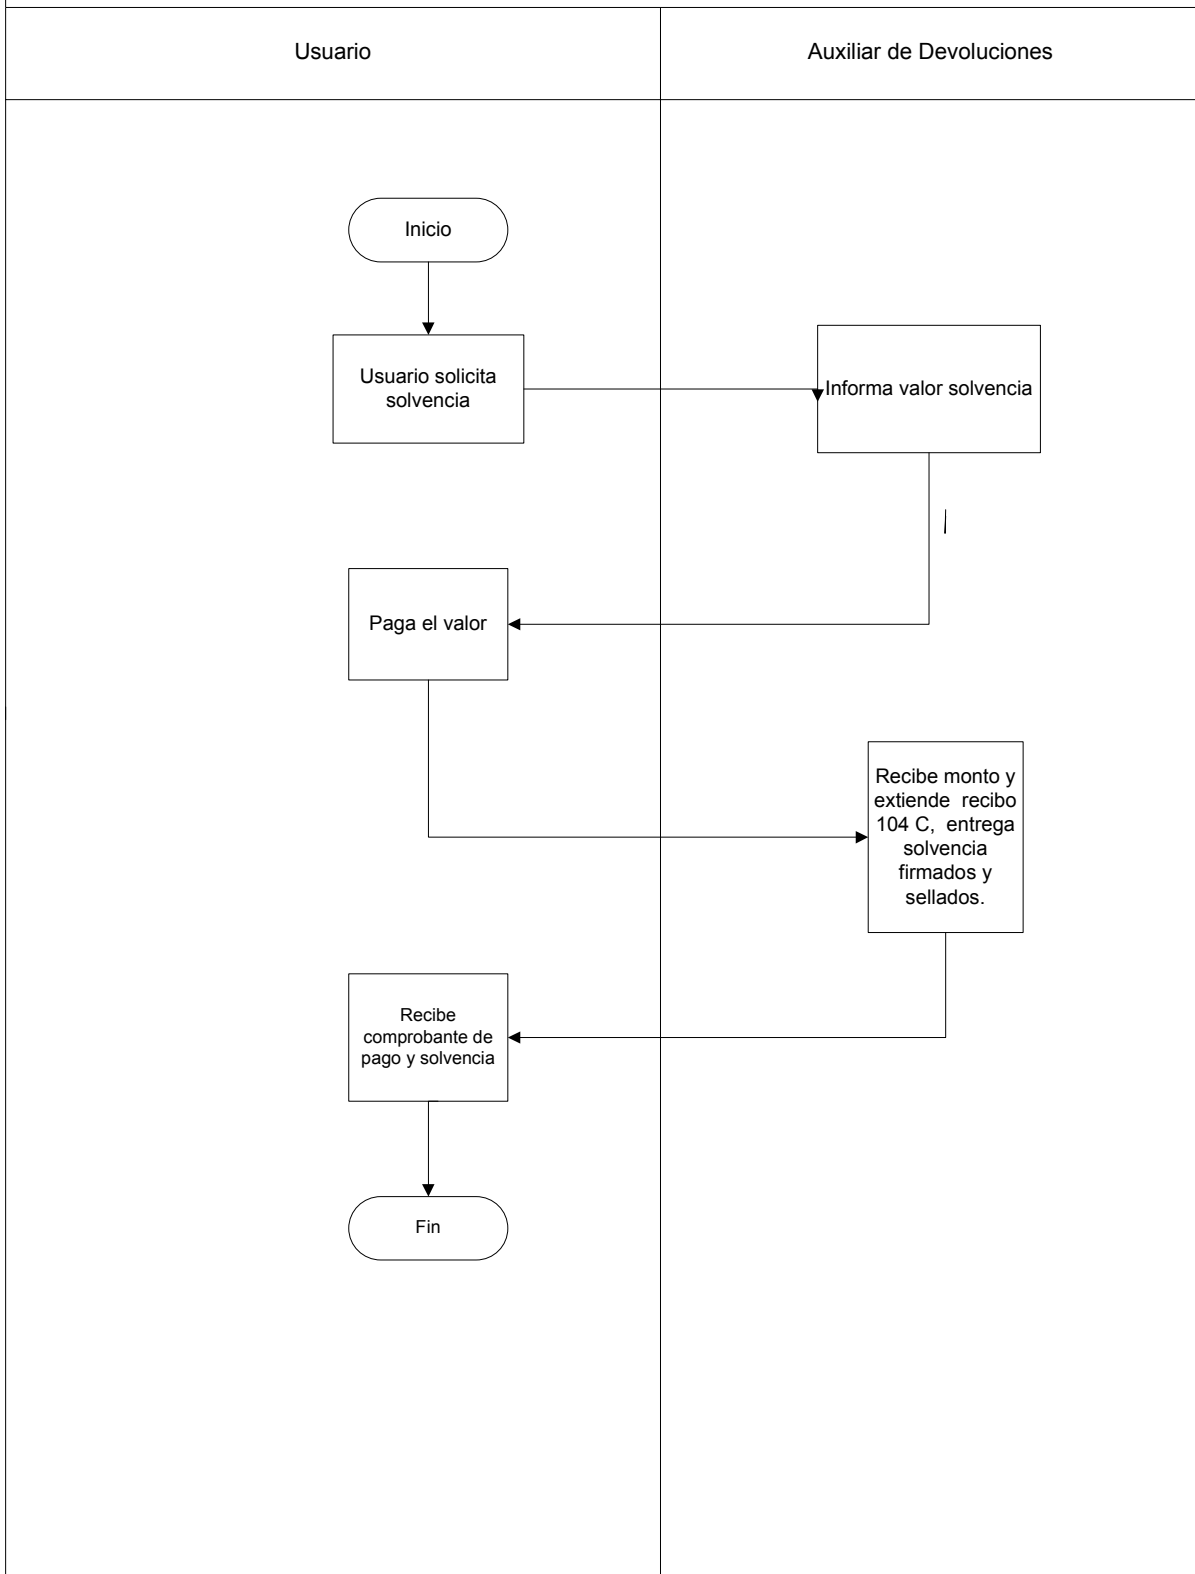 Usuario
Auxiliar de Devoluciones
Inicio
Usuario solicita
solvencia
Informa valor solvencia
Paga el valor
Recibe monto y
extiende recibo
104 C, entrega
solvencia
firmados y
sellados.
Recibe
comprobante de
pago y solvencia
Fin